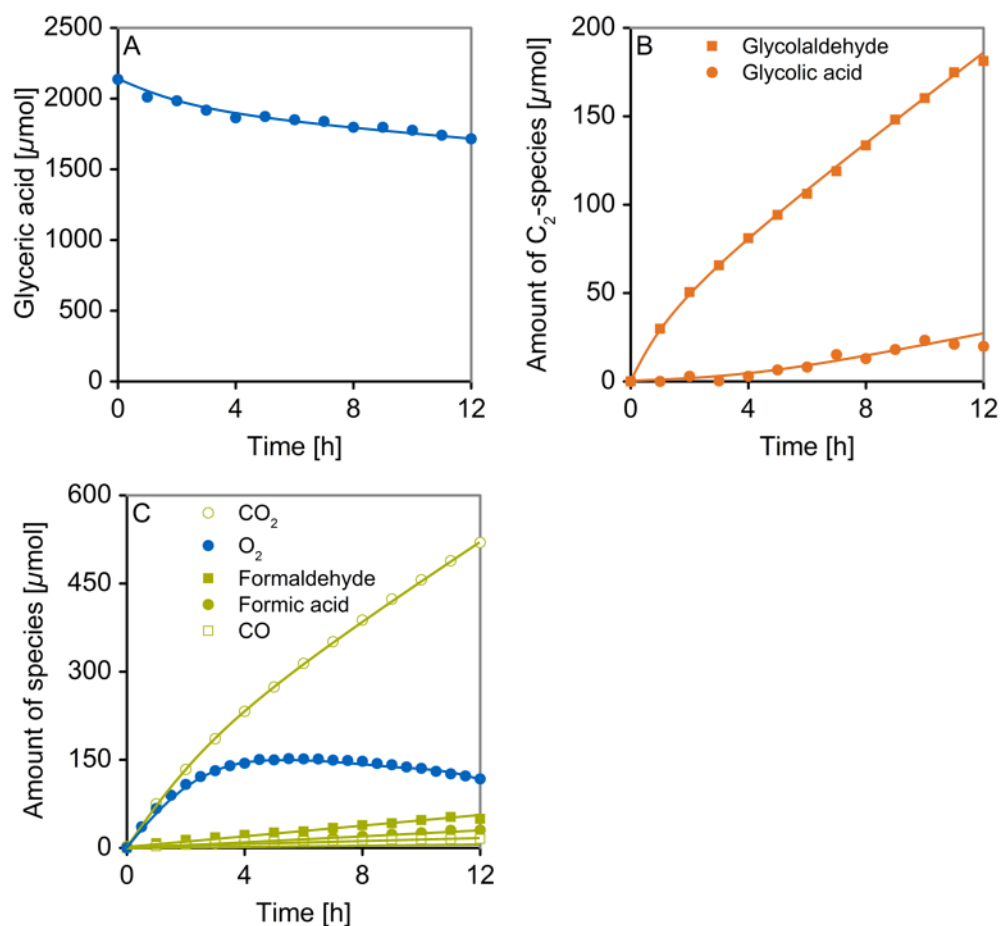 A
Glyceric acid [µmol]
2500
2000
1500
1000
500
0
0 4 8 12
Time [h]
B
Glycolaldehyde
Glycolic acid
Amount of C₂-species [µmol]
200
150
100
50
0
0 4 8 12
Time [h]
C
CO₂
O₂
Formaldehyde
Formic acid
CO
Amount of species [µmol]
600
450
300
150
0
0 4 8 12
Time [h]